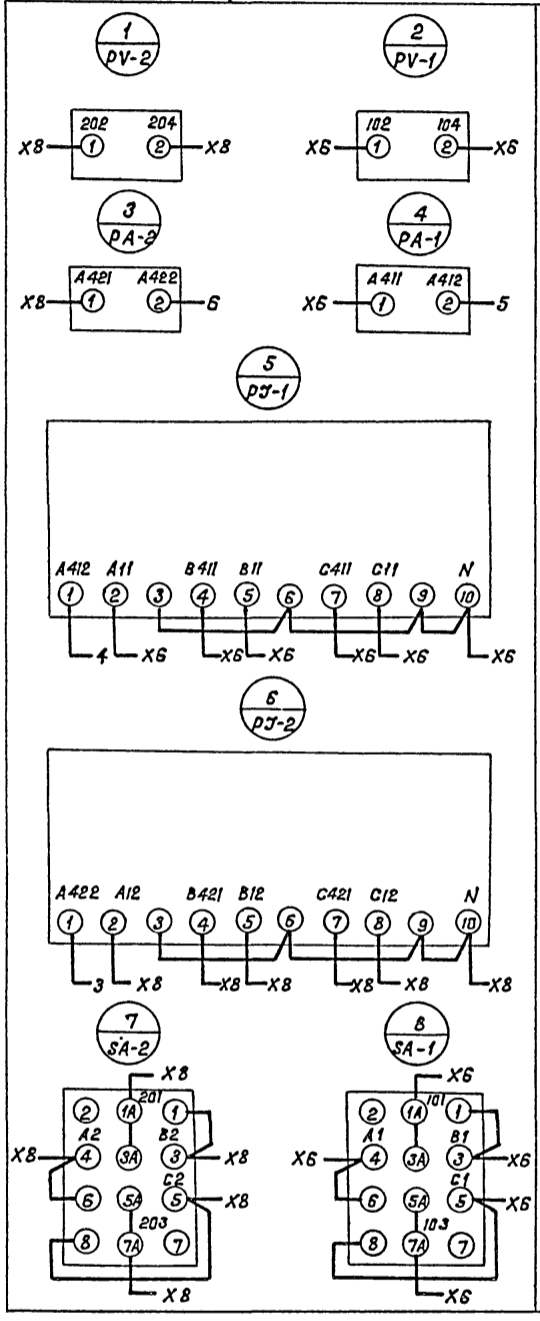 1 2
PV-2 PV-1
202 204 102 104
X8 1 2 X8 X6 1 2 X6
3 4
PA-2 PA-1
A421 A422 A411 A412
X8 1 2 6 X6 1 2 5
5
PJ-1
A412 A11 B411 B11 C411 C11 N
1 2 3 4 5 6 7 8 9 10
4 X6 X6 X6 X6 X6 X6
6
PJ-2
A422 A12 B421 B12 C421 C12 N
1 2 3 4 5 6 7 8 9 10
3 X8 X8 X8 X8 X8 X8
7 8
SA-2 SA-1
X8 X6
201 101
2 1A 1 2 1A 1
A2 B2 A1 B1
X8 4 3A 3 X8 X6 4 3A 3 X6
C2 C1
6 5A 5 X8 6 5A 5 X6
203 103
8 7A 7 8 7A 7
X8 X6